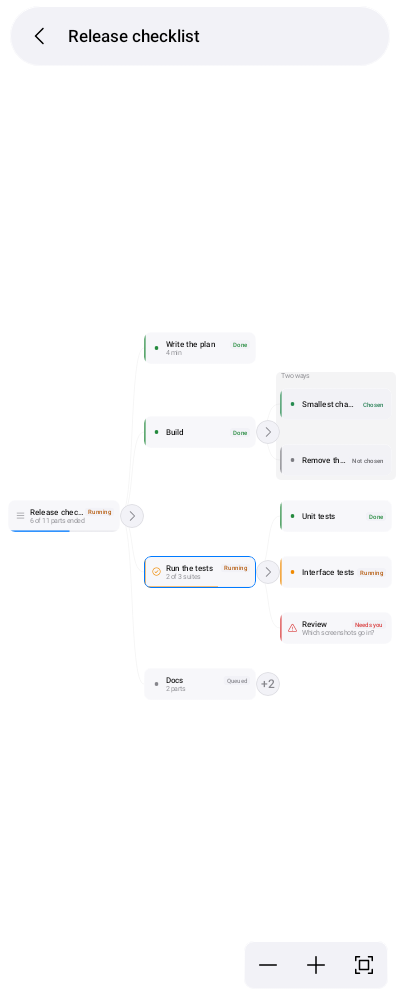 Release checklist
Write the plan
Done
4 min
Two ways
Smallest cha…
Chosen
Build
Done
Remove th…
Not chosen
Release chec…
Running
6 of 11 parts ended
Unit tests
Done
Run the tests
Running
2 of 3 suites
Interface tests
Running
Review
Needs you
Which screenshots go in?
Docs
Queued
2 parts
+2